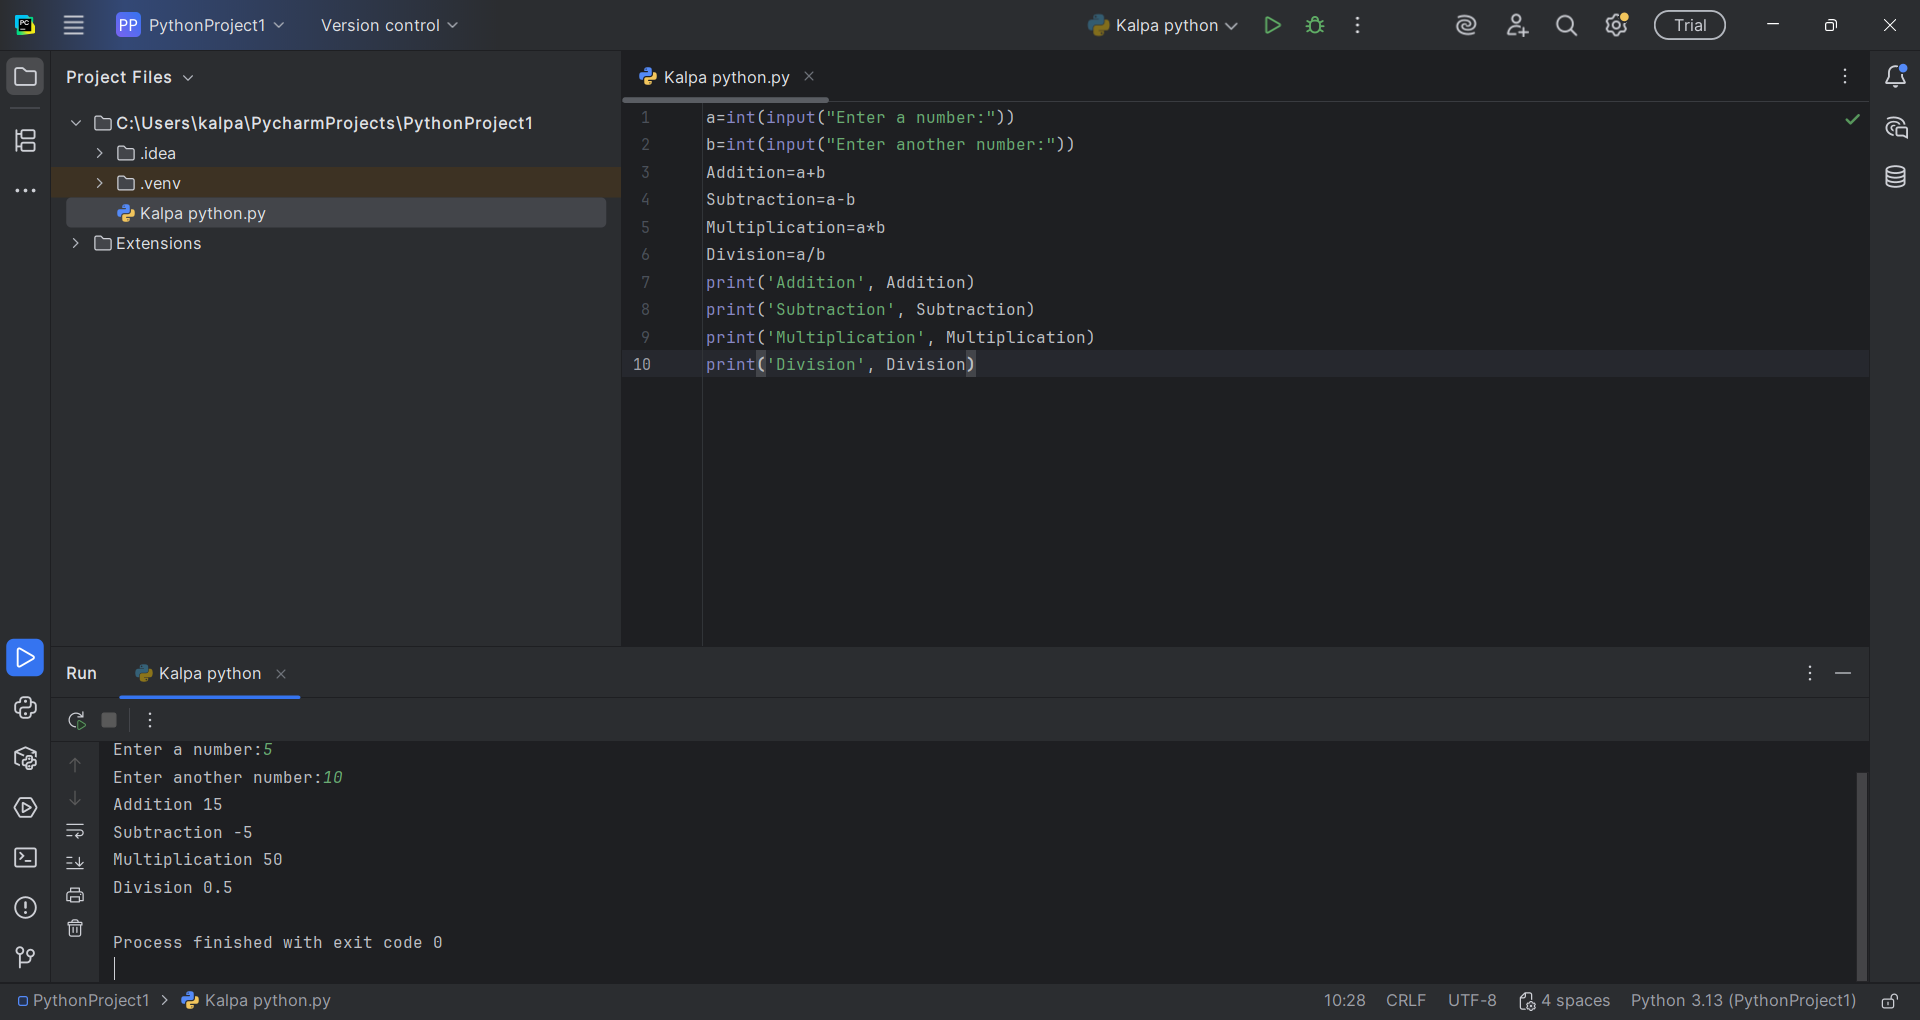 PC
PP PythonProject1
Version control
Kalpa python
Trial
Project Files
Kalpa python.py
C:\Users\kalpa\PycharmProjects\PythonProject1
.idea
.venv
Kalpa python.py
Extensions
1 a=int(input("Enter a number:"))
2 b=int(input("Enter another number:"))
3 Addition=a+b
4 Subtraction=a-b
5 Multiplication=a*b
6 Division=a/b
7 print('Addition', Addition)
8 print('Subtraction', Subtraction)
9 print('Multiplication', Multiplication)
10 print('Division', Division)
Run
Kalpa python
Enter a number:5
Enter another number:10
Addition 15
Subtraction -5
Multiplication 50
Division 0.5
Process finished with exit code 0
PythonProject1 > Kalpa python.py
10:28 CRLF UTF-8 4 spaces Python 3.13 (PythonProject1)